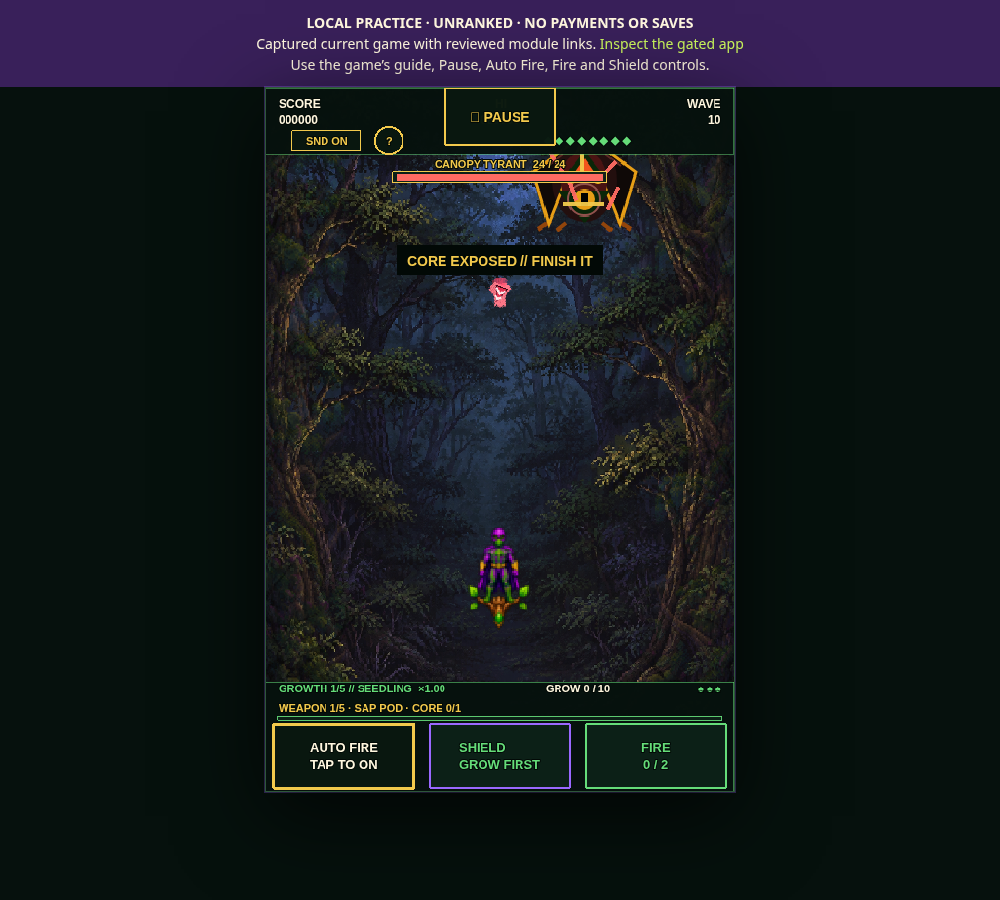 LOCAL PRACTICE · UNRANKED · NO PAYMENTS OR SAVES
Captured current game with reviewed module links. Inspect the gated app
Use the game’s guide, Pause, Auto Fire, Fire and Shield controls.
SCORE
000000
PAUSE
WAVE
10
SND ON
?
CANOPY TYRANT 24 / 24
CORE EXPOSED // FINISH IT
GROWTH 1/5 // SEEDLING ×1.00
GROW 0 / 10
WEAPON 1/5 · SAP POD · CORE 0/1
AUTO FIRE
TAP TO ON
SHIELD
GROW FIRST
FIRE
0 / 2